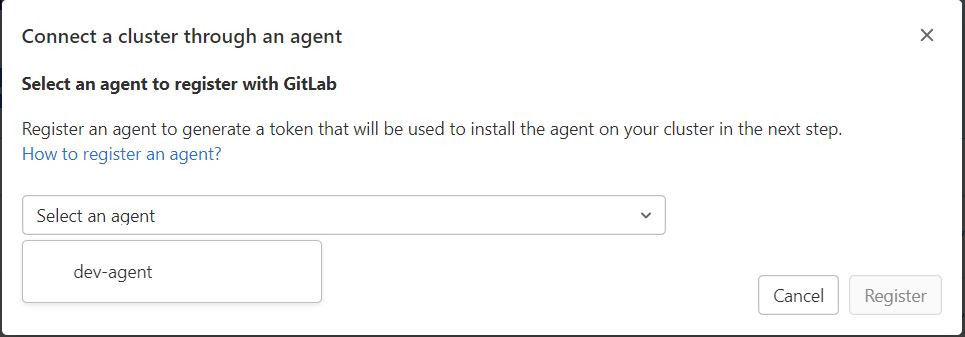 Connect a cluster through an agent
Select an agent to register with GitLab
Register an agent to generate a token that will be used to install the agent on your cluster in the next step.
How to register an agent?
Select an agent
dev-agent
Cancel
Register